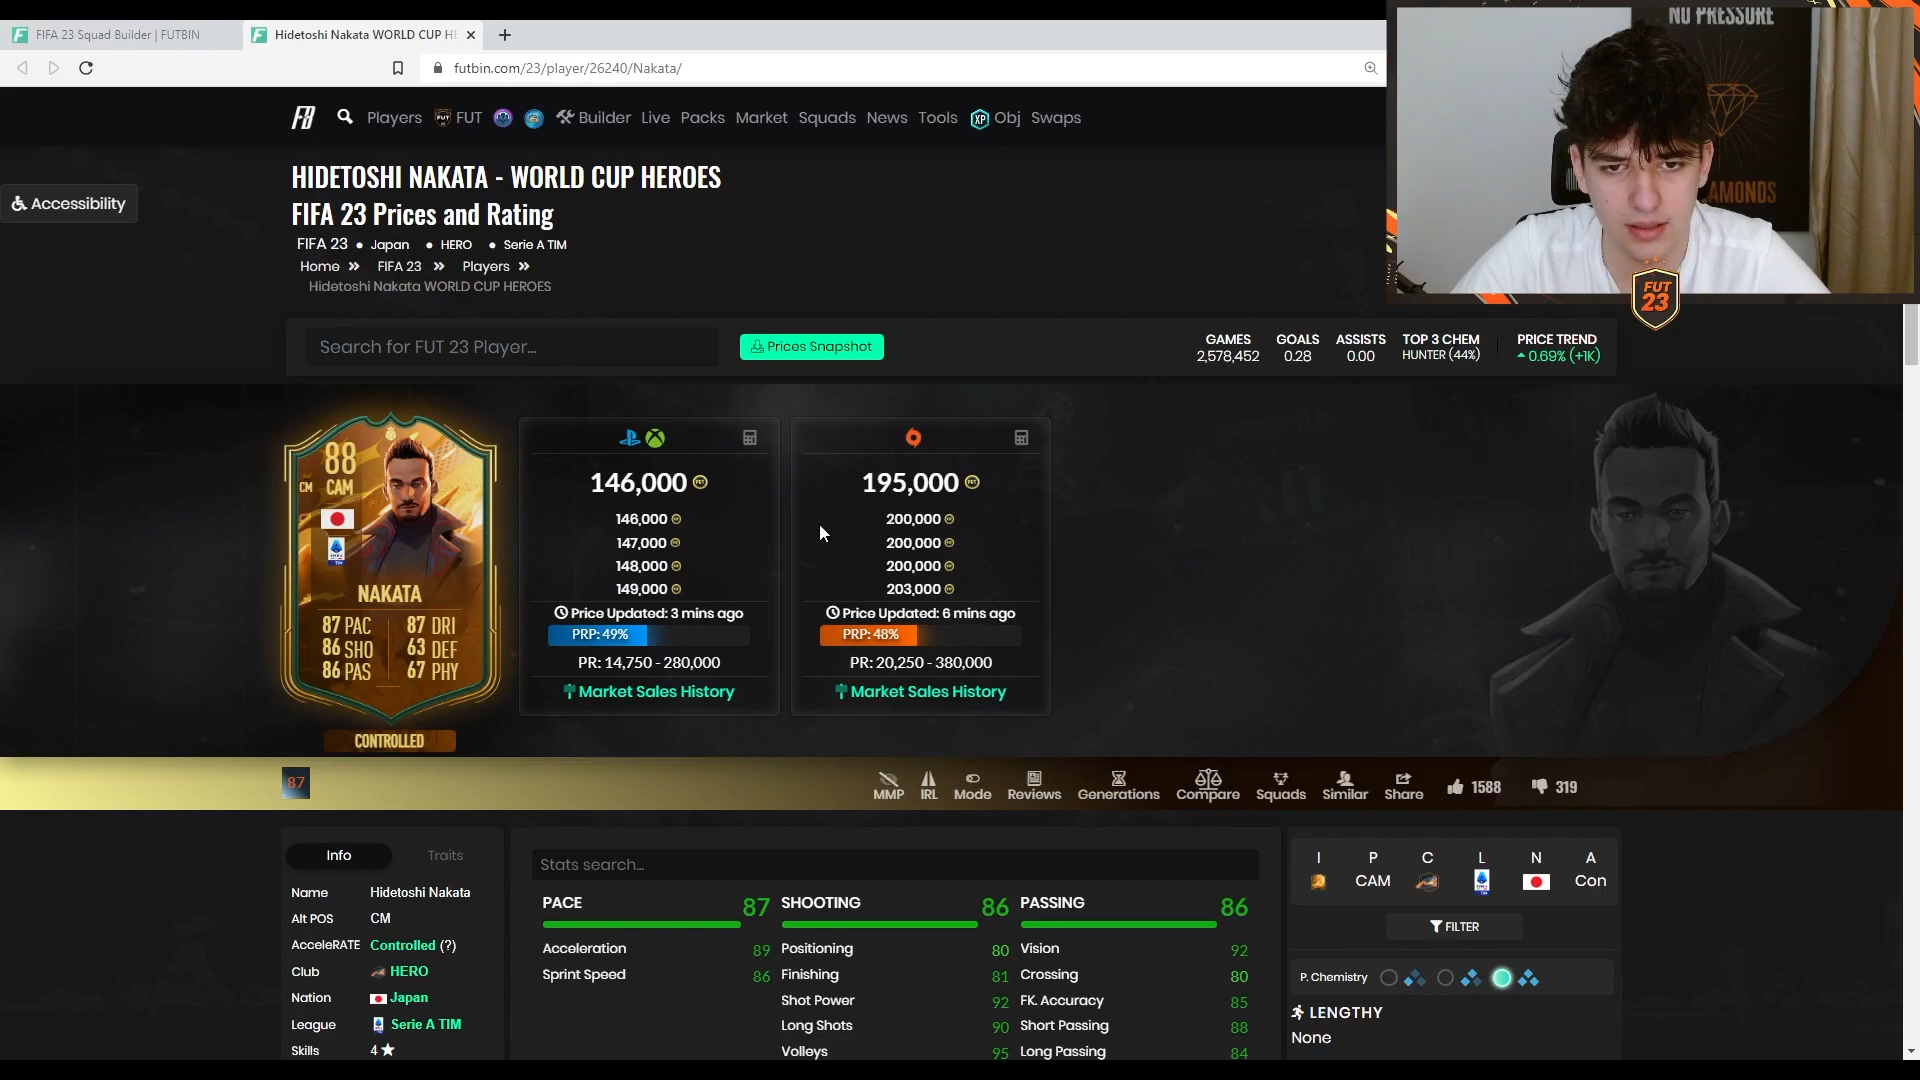 FIFA 23 Squad Builder | FUTBIN
Hidetoshi Nakata WORLD CUP HE
futbin.com/23/player/26240/Nakata/
NO PRESSURE
AMONDS
FUT
23
Players FUT Builder Live Packs Market Squads News Tools XP Obj Swaps
HIDETOSHI NAKATA - WORLD CUP HEROES
FIFA 23 Prices and Rating
Accessibility
FIFA 23 • Japan • HERO • Serie A TIM
Home » FIFA 23 » Players »
Hidetoshi Nakata WORLD CUP HEROES
Search for FUT 23 Player...
Prices Snapshot
GAMES GOALS ASSISTS TOP 3 CHEM PRICE TREND
2,578,452 0.28 0.00 HUNTER (44%) 0.69% (+1K)
88
CM CAM
NAKATA
87 PAC 87 DRI
86 SHO 63 DEF
86 PAS 67 PHY
CONTROLLED
146,000
146,000
147,000
148,000
149,000
Price Updated: 3 mins ago
PRP: 49%
PR: 14,750 - 280,000
Market Sales History
195,000
200,000
200,000
200,000
203,000
Price Updated: 6 mins ago
PRP: 48%
PR: 20,250 - 380,000
Market Sales History
87
MMP IRL Mode Reviews Generations Compare Squads Similar Share 1588 319
Info Traits
Name Hidetoshi Nakata
Alt POS CM
AcceleRATE Controlled (?)
Club HERO
Nation Japan
League Serie A TIM
Skills 4
Stats search...
PACE 87
Acceleration 89
Sprint Speed 86
SHOOTING 86
Positioning 80
Finishing 81
Shot Power 92
Long Shots 90
Volleys 95
PASSING 86
Vision 92
Crossing 80
FK. Accuracy 85
Short Passing 88
Long Passing 84
I P C L N A
CAM Con
FILTER
P. Chemistry
LENGTHY
None